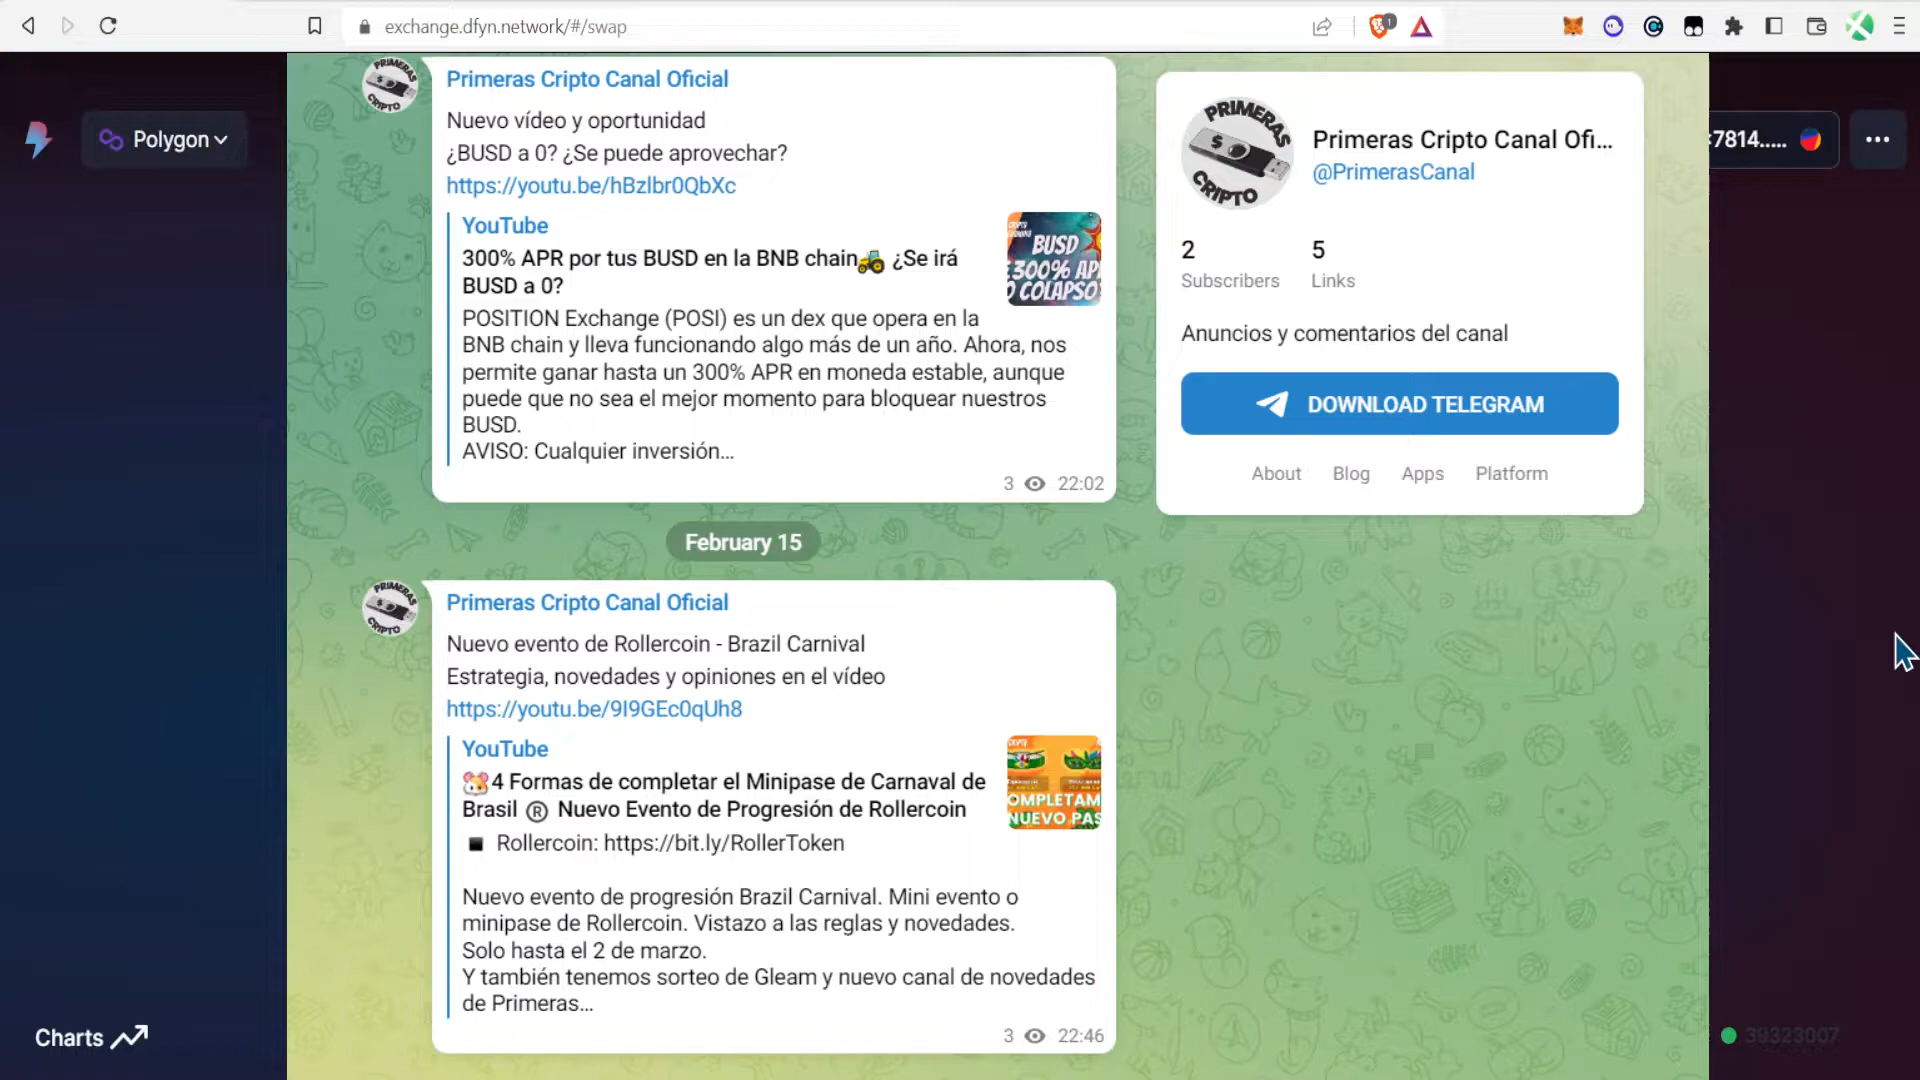 exchange.dfyn.network/#/swap
1
Polygon
7814.....
PRIMERAS
CRIPTO
Primeras Cripto Canal Oficial
Nuevo vídeo y oportunidad
¿BUSD a 0? ¿Se puede aprovechar?
https://youtu.be/hBzlbr0QbXc
YouTube
300% APR por tus BUSD en la BNB chain🚜 ¿Se irá
BUSD a 0?
POSITION Exchange (POSI) es un dex que opera en la
BNB chain y lleva funcionando algo más de un año. Ahora, nos
permite ganar hasta un 300% APR en moneda estable, aunque
puede que no sea el mejor momento para bloquear nuestros
BUSD.
AVISO: Cualquier inversión...
BUSD
300% AP
O COLAPSO
3 22:02
PRIMERAS
CRIPTO
Primeras Cripto Canal Ofi...
@PrimerasCanal
2
Subscribers
5
Links
Anuncios y comentarios del canal
DOWNLOAD TELEGRAM
About Blog Apps Platform
February 15
PRIMERAS
CRIPTO
Primeras Cripto Canal Oficial
Nuevo evento de Rollercoin - Brazil Carnival
Estrategia, novedades y opiniones en el vídeo
https://youtu.be/9I9GEc0qUh8
YouTube
🐹4 Formas de completar el Minipase de Carnaval de
Brasil ® Nuevo Evento de Progresión de Rollercoin
◾ Rollercoin: https://bit.ly/RollerToken
Nuevo evento de progresión Brazil Carnival. Mini evento o
minipase de Rollercoin. Vistazo a las reglas y novedades.
Solo hasta el 2 de marzo.
Y también tenemos sorteo de Gleam y nuevo canal de novedades
de Primeras...
OMPLETAM
NUEVO PAS
3 22:46
Charts
39323007